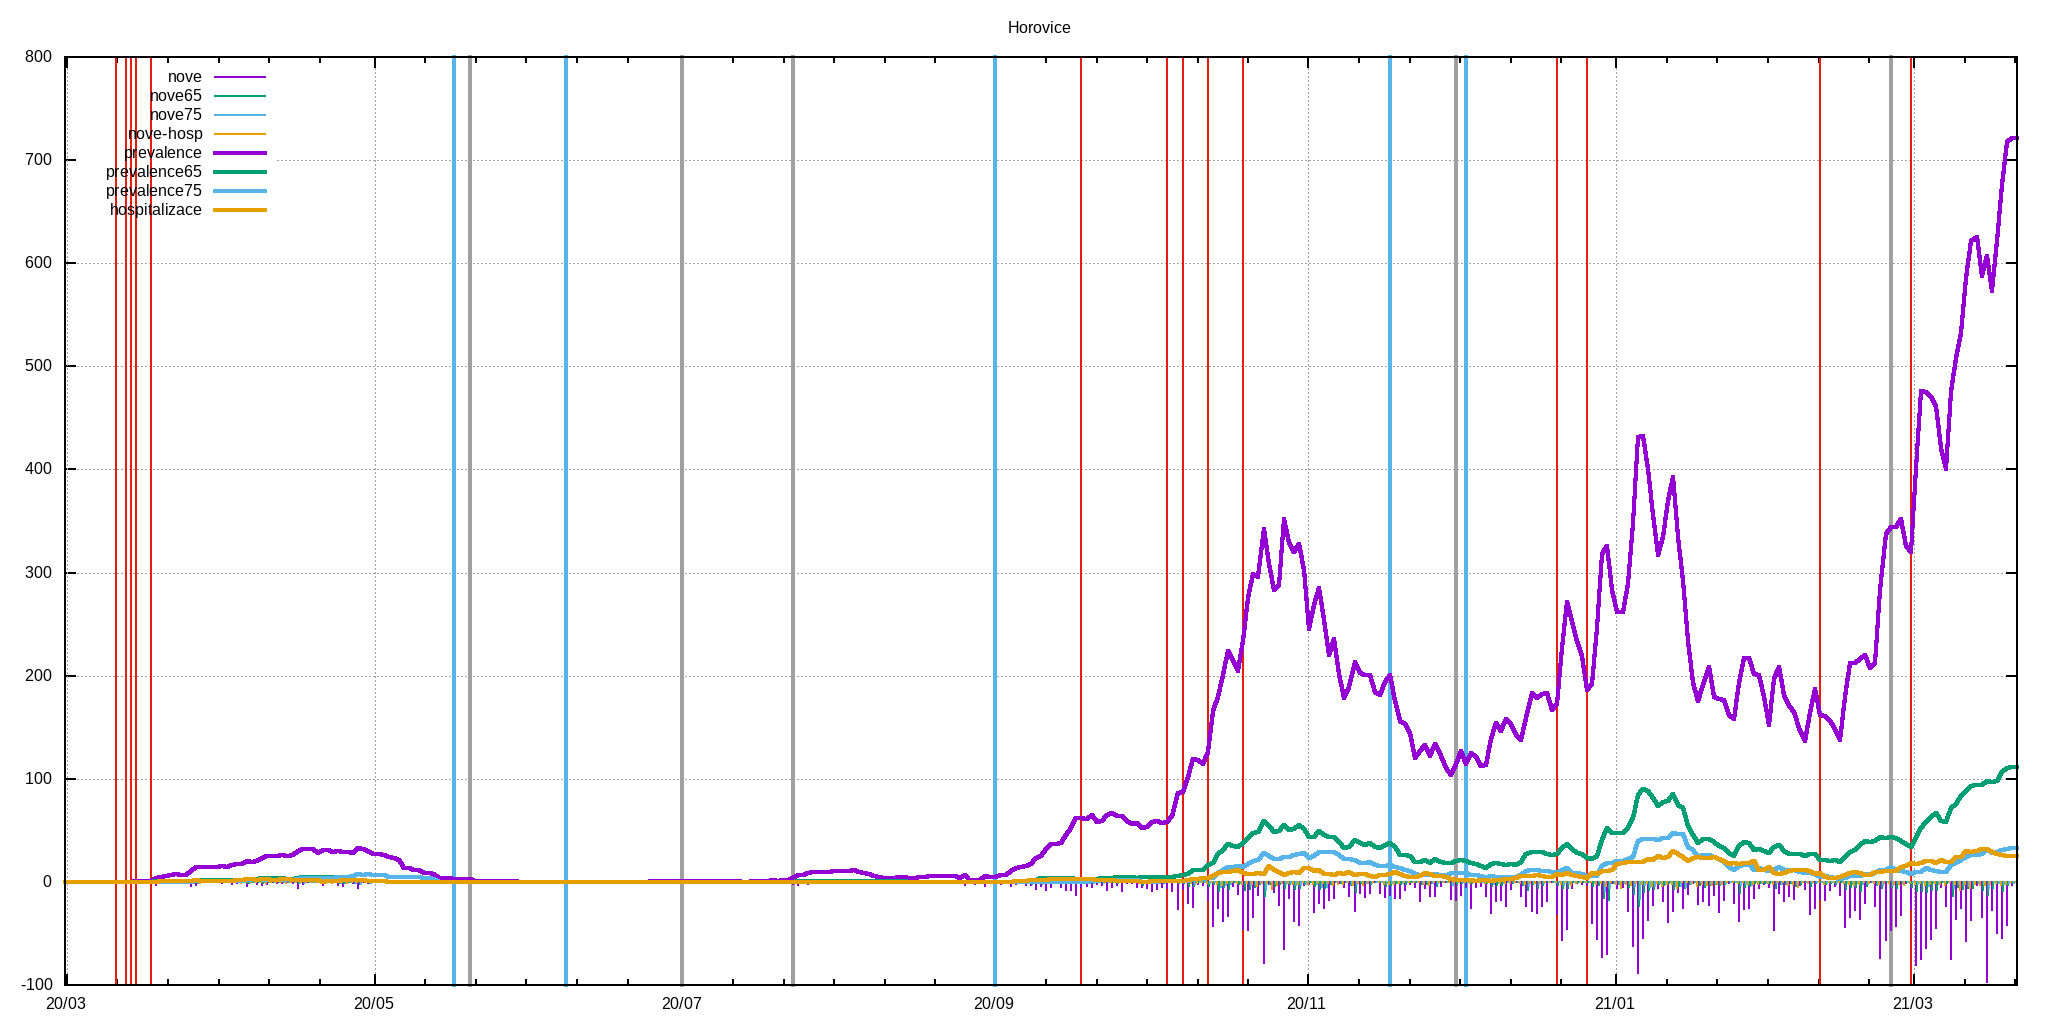 Horovice
800
700
600
500
400
300
200
100
0
-100
nove
nove65
nove75
nove-hosp
prevalence
prevalence65
prevalence75
hospitalizace
20/03 20/05 20/07 20/09 20/11 21/01 21/03